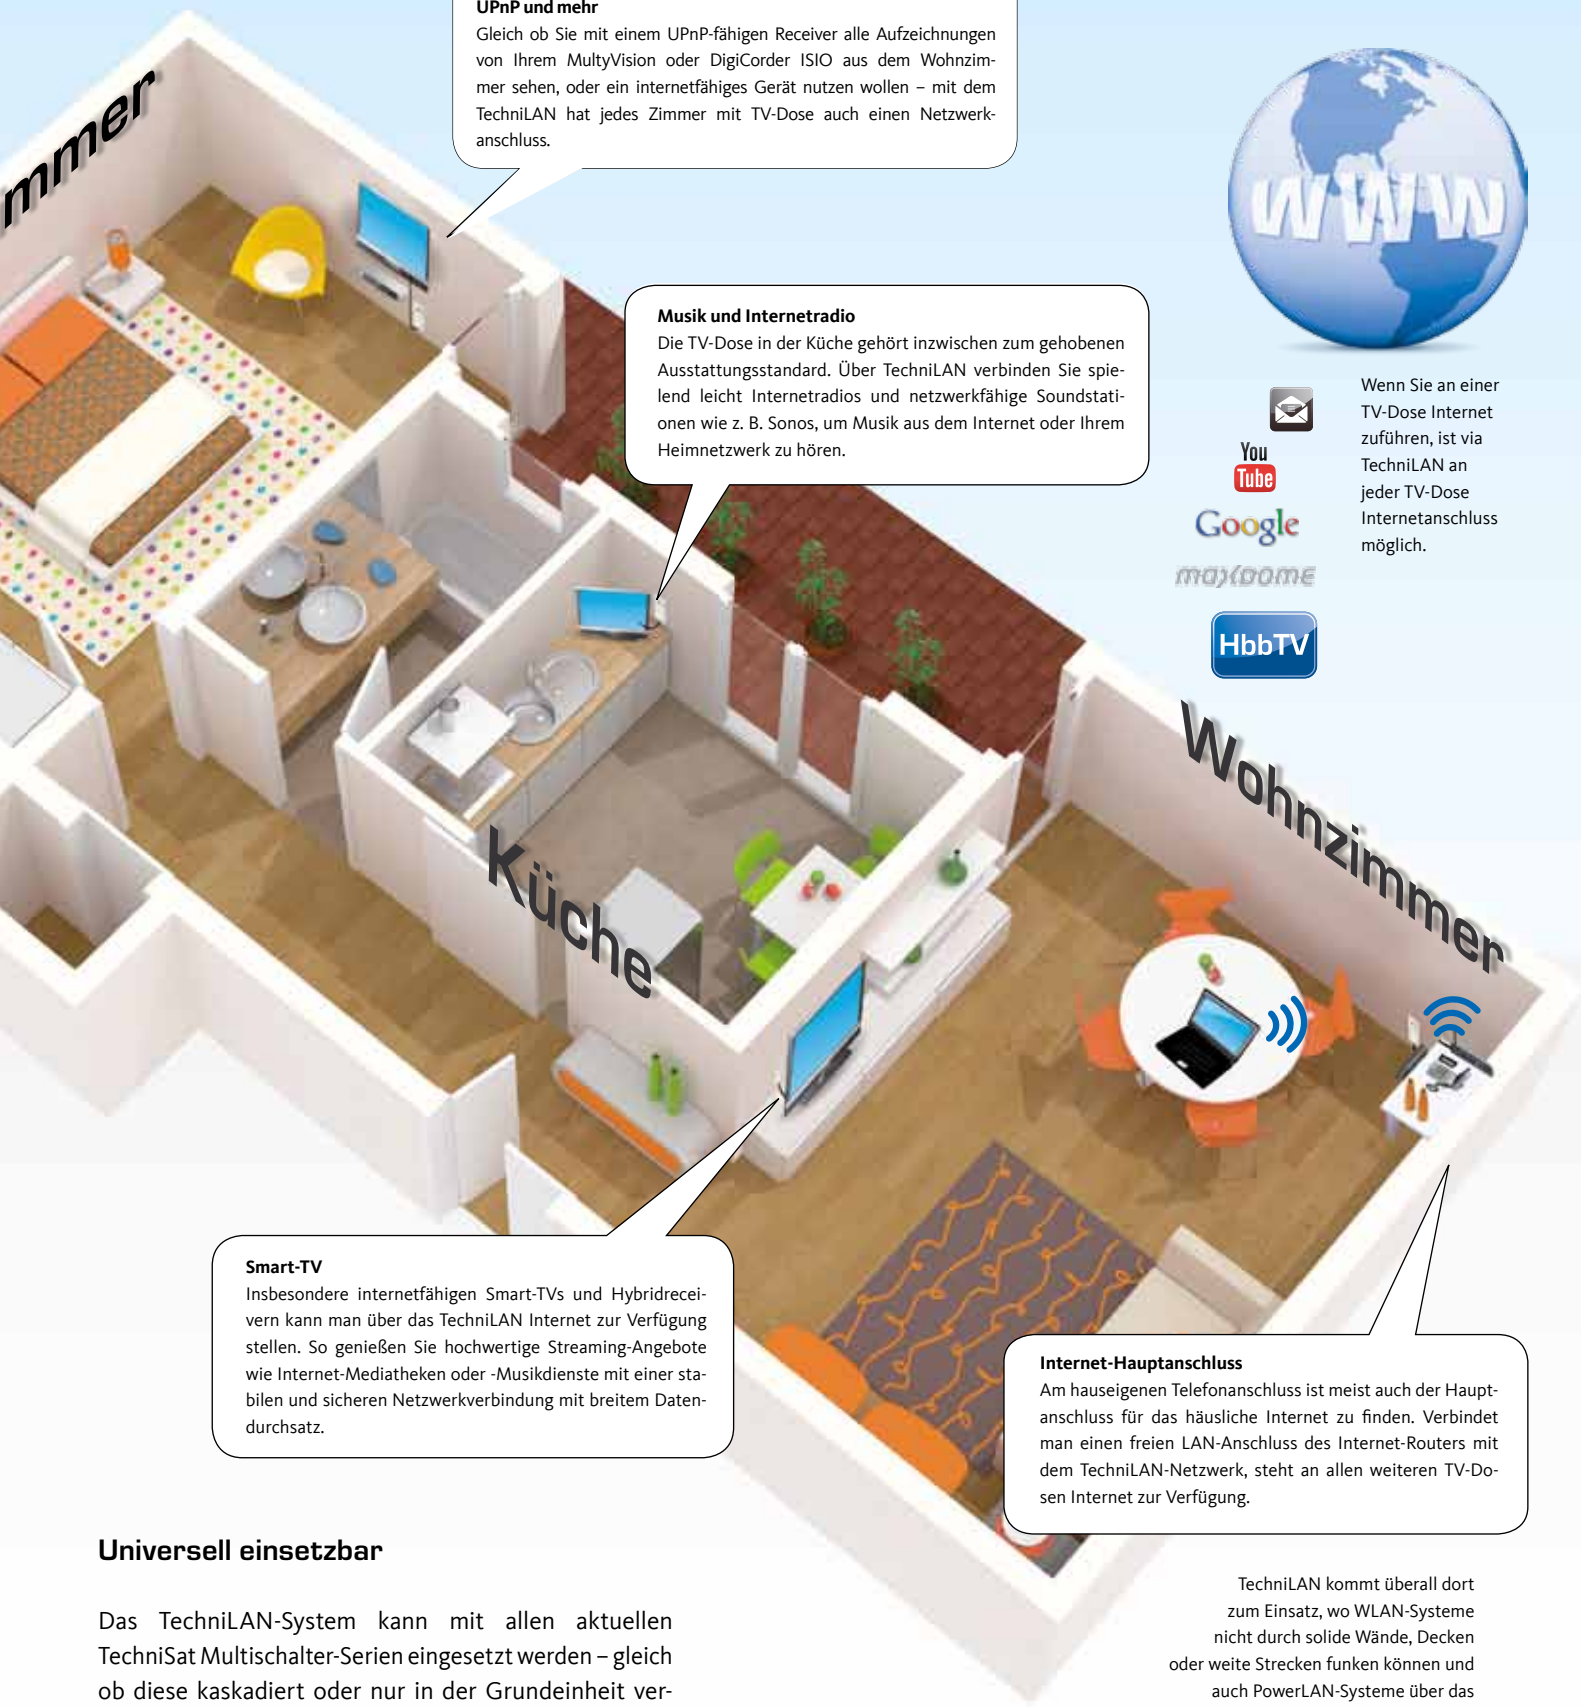 UPnP und mehr
Gleich ob Sie mit einem UPnP-fähigen Receiver alle Aufzeichnungen
von Ihrem MultyVision oder DigiCorder ISIO aus dem Wohnzim-
mer sehen, oder ein internetfähiges Gerät nutzen wollen – mit dem
TechniLAN hat jedes Zimmer mit TV-Dose auch einen Netzwerk-
anschluss.
mmer
WWW
Musik und Internetradio
Die TV-Dose in der Küche gehört inzwischen zum gehobenen
Ausstattungsstandard. Über TechniLAN verbinden Sie spie-
lend leicht Internetradios und netzwerkfähige Soundstati-
onen wie z. B. Sonos, um Musik aus dem Internet oder Ihrem
Heimnetzwerk zu hören.
Wenn Sie an einer
TV-Dose Internet
zuführen, ist via
TechniLAN an
jeder TV-Dose
Internetanschluss
möglich.
You
Tube
Google
maxdome
HbbTV
Wohnzimmer
Küche
Smart-TV
Insbesondere internetfähigen Smart-TVs und Hybridrecei-
vern kann man über das TechniLAN Internet zur Verfügung
stellen. So genießen Sie hochwertige Streaming-Angebote
wie Internet-Mediatheken oder -Musikdienste mit einer sta-
bilen und sicheren Netzwerkverbindung mit breitem Daten-
durchsatz.
Internet-Hauptanschluss
Am hauseigenen Telefonanschluss ist meist auch der Haupt-
anschluss für das häusliche Internet zu finden. Verbindet
man einen freien LAN-Anschluss des Internet-Routers mit
dem TechniLAN-Netzwerk, steht an allen weiteren TV-Do-
sen Internet zur Verfügung.
Universell einsetzbar
Das TechniLAN-System kann mit allen aktuellen
TechniSat Multischalter-Serien eingesetzt werden – gleich
ob diese kaskadiert oder nur in der Grundeinheit ver-
TechniLAN kommt überall dort
zum Einsatz, wo WLAN-Systeme
nicht durch solide Wände, Decken
oder weite Strecken funken können und
auch PowerLAN-Systeme über das